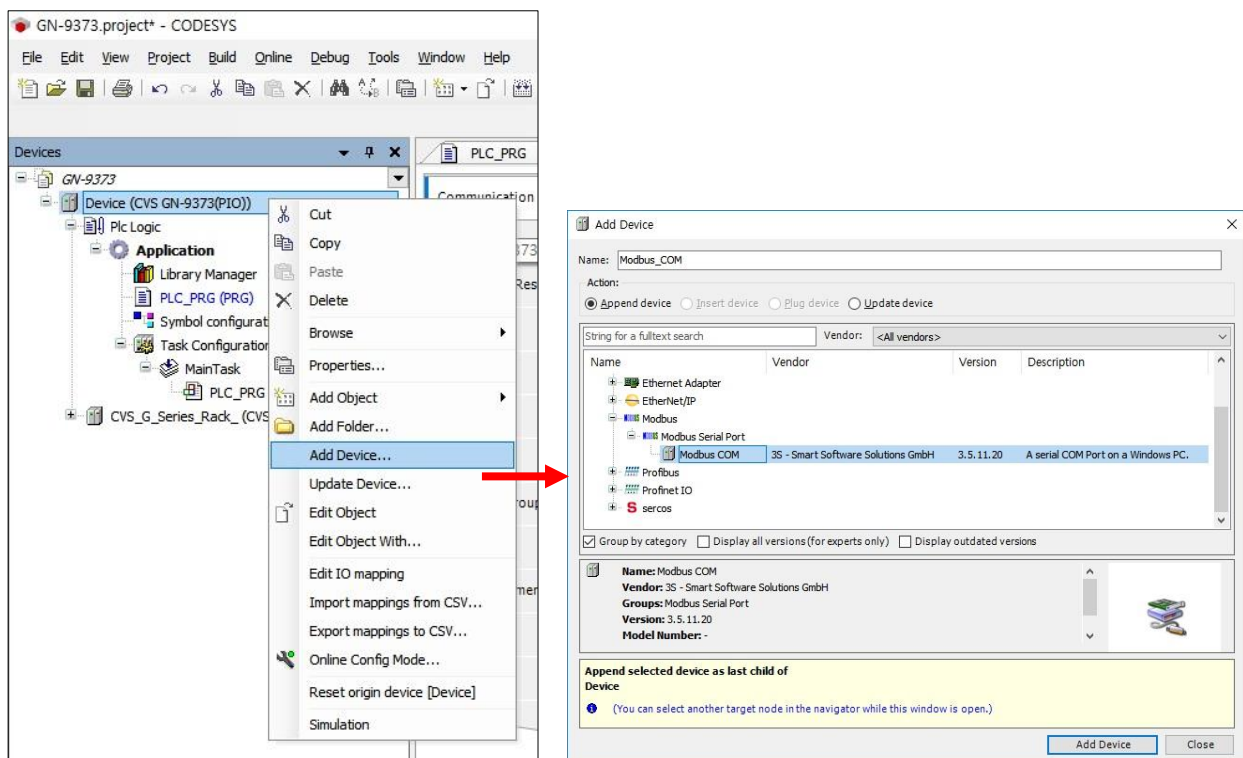 GN-9373.project* - CODESYS
File Edit View Project Build Online Debug Tools Window Help
Devices
PLC_PRG
GN-9373
Device (CVS GN-9373(PIO))
Communication
Plc Logic
Application
Library Manager
PLC_PRG (PRG)
Symbol configurat
Task Configuration
MainTask
PLC_PRG
CVS_G_Series_Rack_ (CVS
Cut
Copy
Paste
Delete
Browse
Properties...
Add Object
Add Folder...
Add Device...
Update Device...
Edit Object
Edit Object With...
Edit IO mapping
Import mappings from CSV...
Export mappings to CSV...
Online Config Mode...
Reset origin device [Device]
Simulation
Add Device
Name: Modbus_COM
Action:
Append device Insert device Plug device Update device
String for a fulltext search Vendor: <All vendors>
Name Vendor Version Description
Ethernet Adapter
EtherNet/IP
Modbus
Modbus Serial Port
Modbus COM 3S - Smart Software Solutions GmbH 3.5.11.20 A serial COM Port on a Windows PC.
Profibus
Profinet IO
sercos
Group by category Display all versions (for experts only) Display outdated versions
Name: Modbus COM
Vendor: 3S - Smart Software Solutions GmbH
Groups: Modbus Serial Port
Version: 3.5.11.20
Model Number: -
Append selected device as last child of
Device
(You can select another target node in the navigator while this window is open.)
Add Device Close